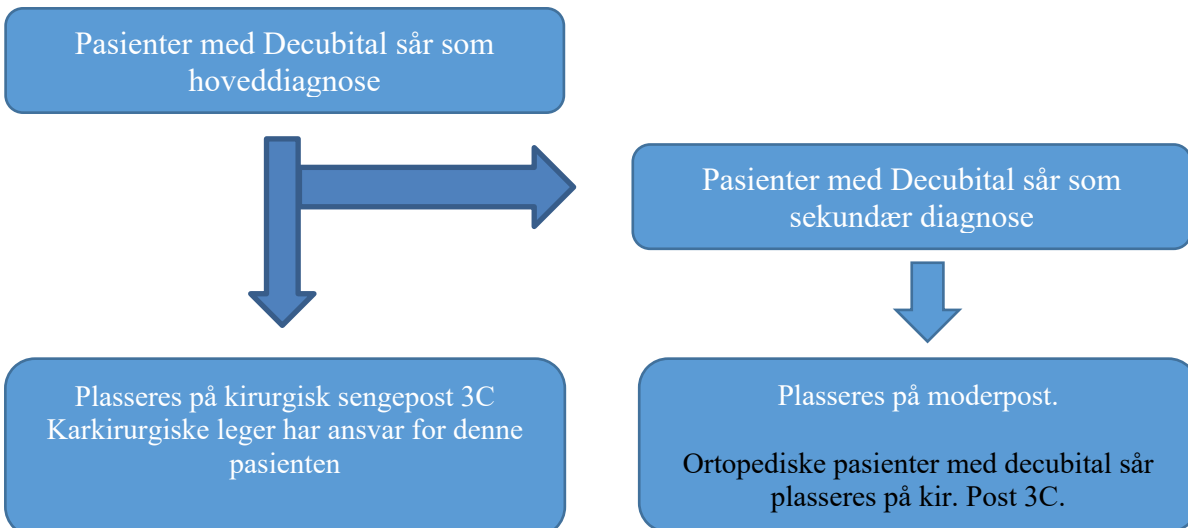 Pasienter med Decubital sår som
hoveddiagnose
Pasienter med Decubital sår som
sekundær diagnose
Plasseres på kirurgisk sengepost 3C
Karkirurgiske leger har ansvar for denne
pasienten
Plasseres på moderpost.
Ortopediske pasienter med decubital sår
plasseres på kir. Post 3C.